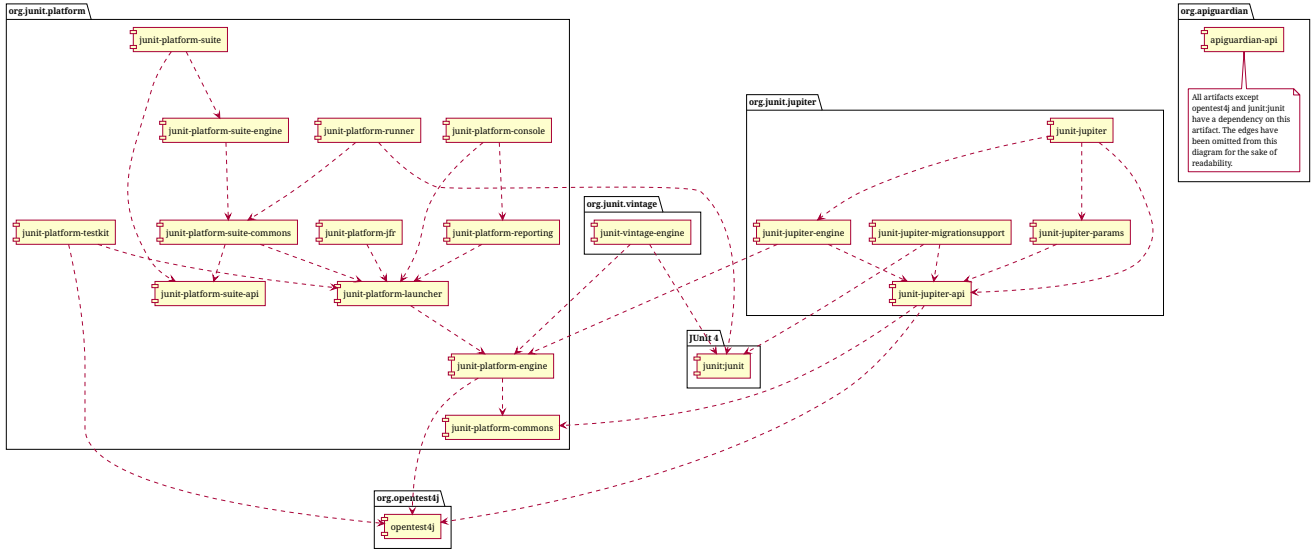 org.junit.platform
junit-platform-suite
junit-platform-suite-engine
junit-platform-runner
junit-platform-console
junit-platform-testkit
junit-platform-suite-commons
junit-platform-jfr
junit-platform-reporting
junit-platform-suite-api
junit-platform-launcher
junit-platform-engine
junit-platform-commons
org.junit.vintage
junit-vintage-engine
JUnit 4
junit:junit
org.junit.jupiter
junit-jupiter
junit-jupiter-engine
junit-jupiter-migrationsupport
junit-jupiter-params
junit-jupiter-api
org.apiguardian
apiguardian-api
All artifacts except
opentest4j and junit:junit
have a dependency on this
artifact. The edges have
been omitted from this
diagram for the sake of
readability.
org.opentest4j
opentest4j